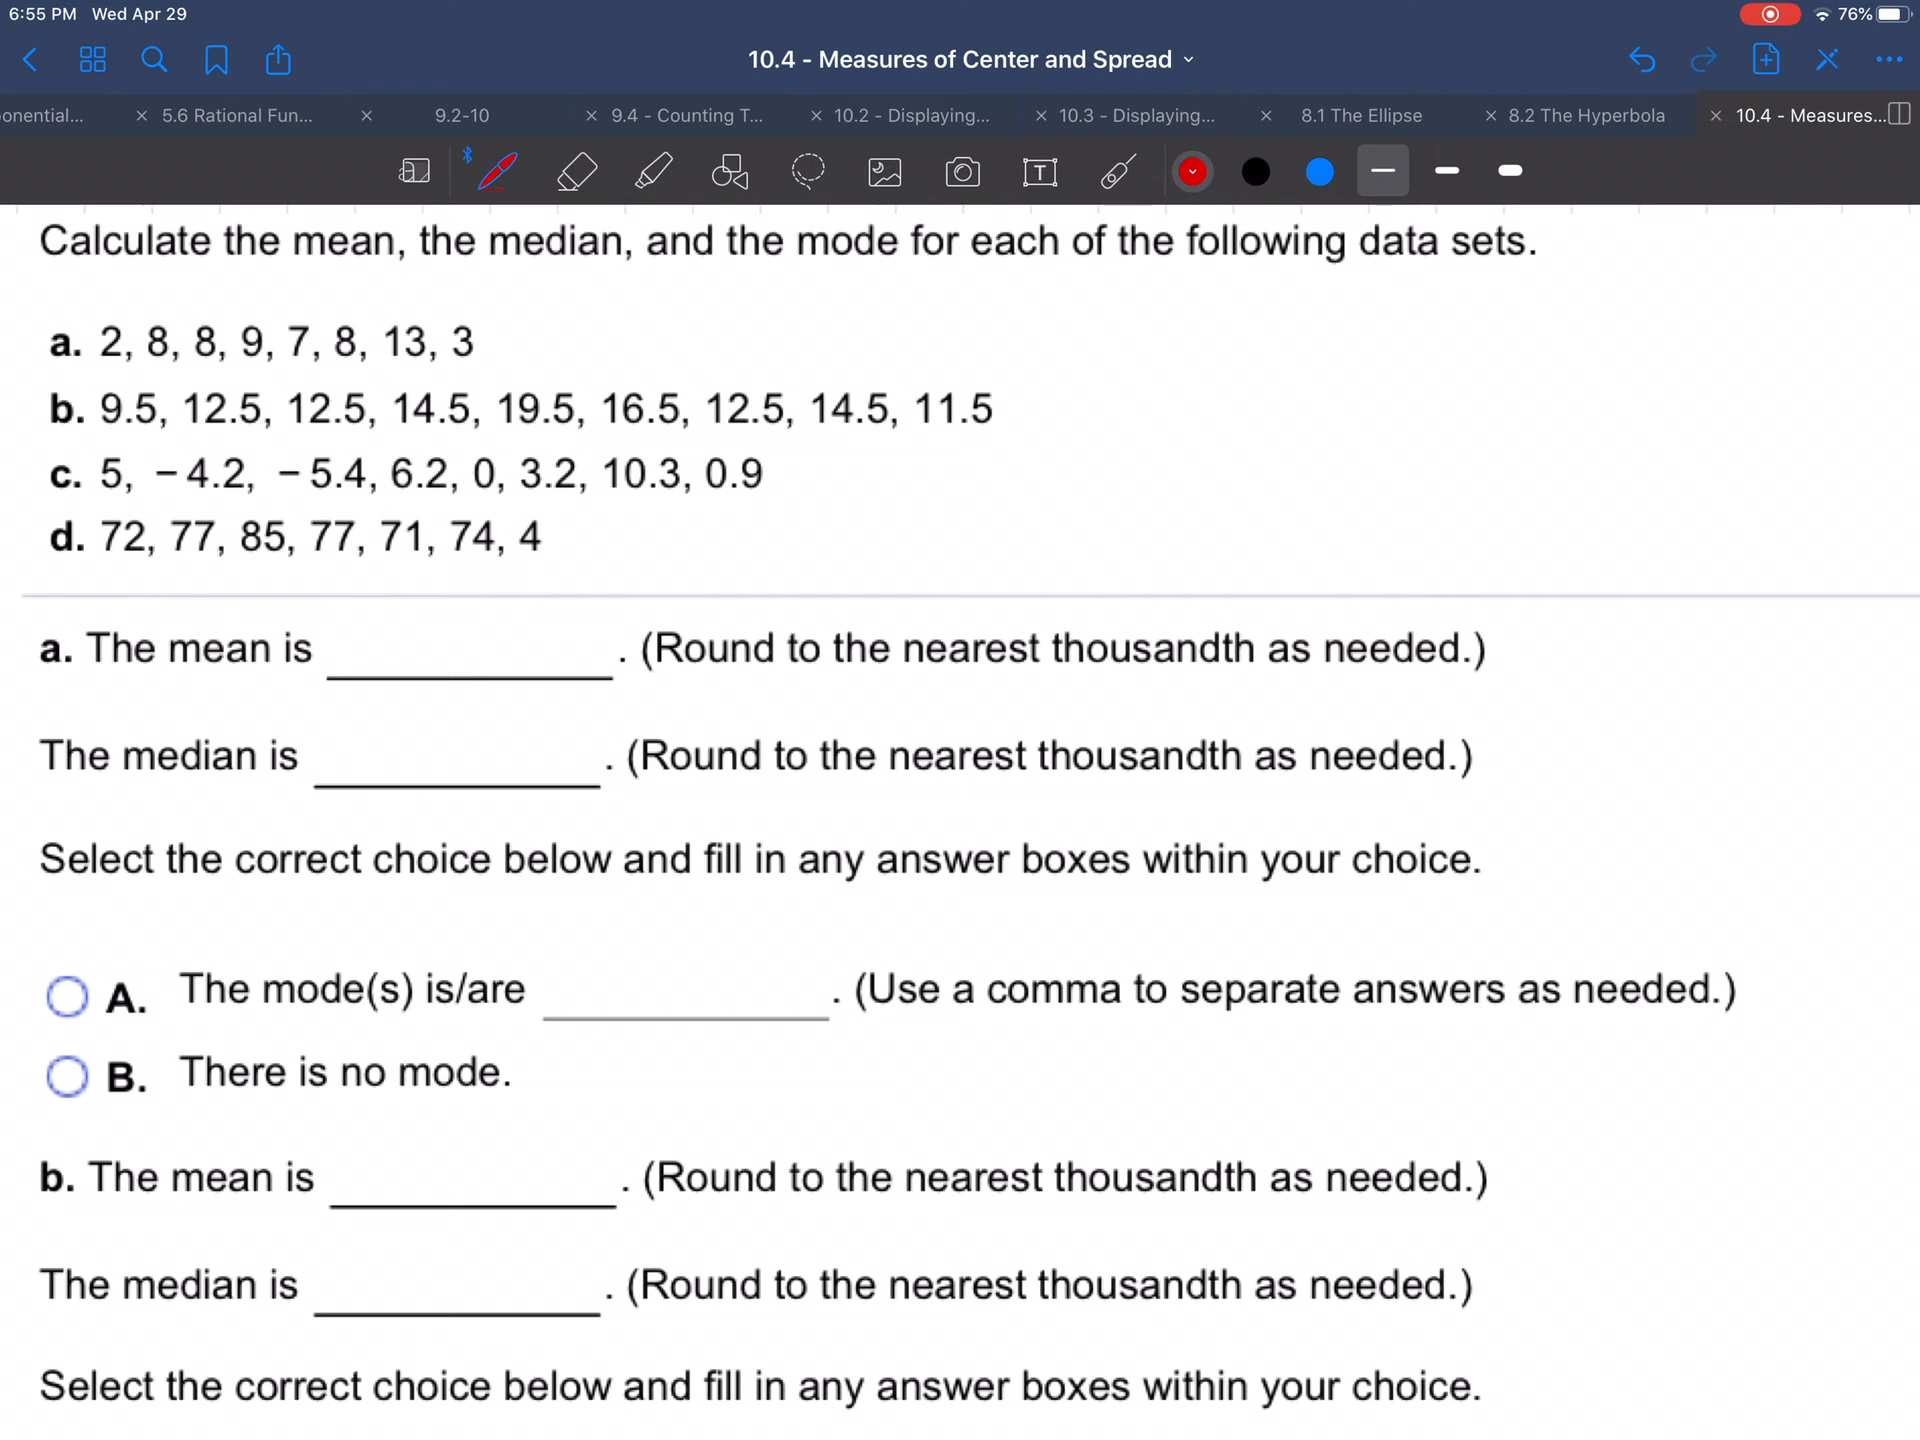 6:55 PM Wed Apr 29
76%
10.4 - Measures of Center and Spread
onential... × 5.6 Rational Fun... × 9.2-10 × 9.4 - Counting T... × 10.2 - Displaying... × 10.3 - Displaying... × 8.1 The Ellipse × 8.2 The Hyperbola × 10.4 - Measures...
T
Calculate the mean, the median, and the mode for each of the following data sets.
a. 2, 8, 8, 9, 7, 8, 13, 3
b. 9.5, 12.5, 12.5, 14.5, 19.5, 16.5, 12.5, 14.5, 11.5
c. 5, −4.2, −5.4, 6.2, 0, 3.2, 10.3, 0.9
d. 72, 77, 85, 77, 71, 74, 4
a. The mean is ____________. (Round to the nearest thousandth as needed.)
The median is ____________. (Round to the nearest thousandth as needed.)
Select the correct choice below and fill in any answer boxes within your choice.
A. The mode(s) is/are ____________. (Use a comma to separate answers as needed.)
B. There is no mode.
b. The mean is ____________. (Round to the nearest thousandth as needed.)
The median is ____________. (Round to the nearest thousandth as needed.)
Select the correct choice below and fill in any answer boxes within your choice.